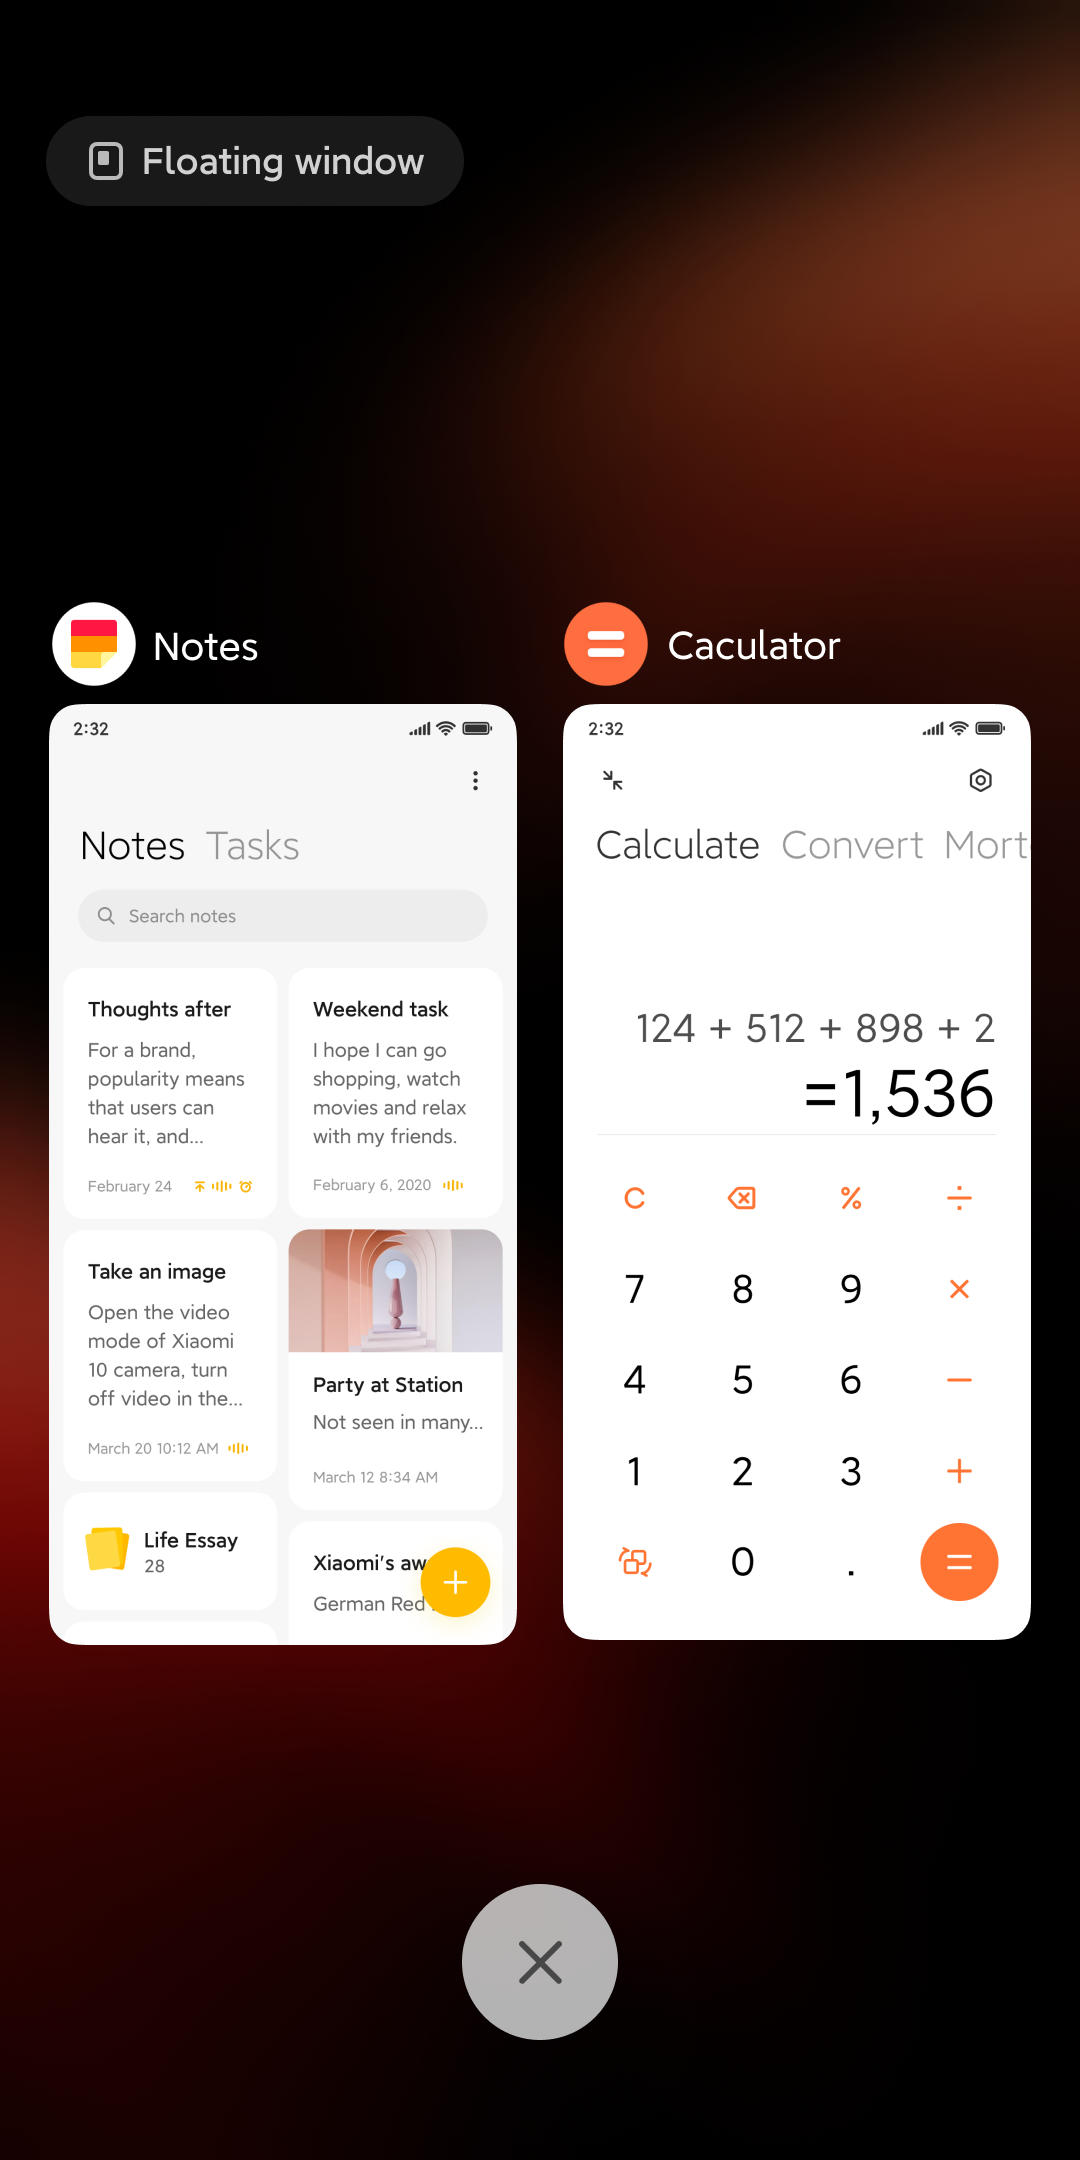 Floating window
Notes
Caculator
2:32
Notes Tasks
Search notes
Thoughts after
For a brand,
popularity means
that users can
hear it, and...
February 24
Weekend task
I hope I can go
shopping, watch
movies and relax
with my friends.
February 6, 2020
Take an image
Open the video
mode of Xiaomi
10 camera, turn
off video in the...
March 20 10:12 AM
Party at Station
Not seen in many...
March 12 8:34 AM
Life Essay
28
Xiaomi's aw
German Red
2:32
Calculate Convert Mort
124 + 512 + 898 + 2
=1,536
C % ÷
7 8 9 ×
4 5 6 −
1 2 3 +
0 . =